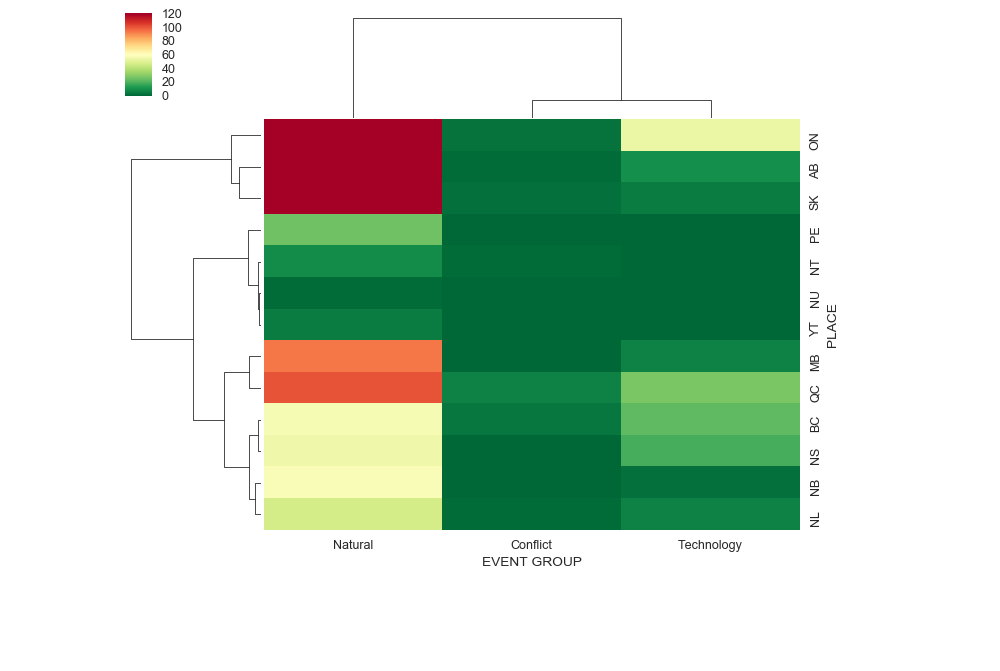 120
100
80
60
40
20
0
ON
AB
SK
PE
NT
NU
YT
MB
QC
BC
NS
NB
NL
PLACE
Natural Conflict Technology
EVENT GROUP